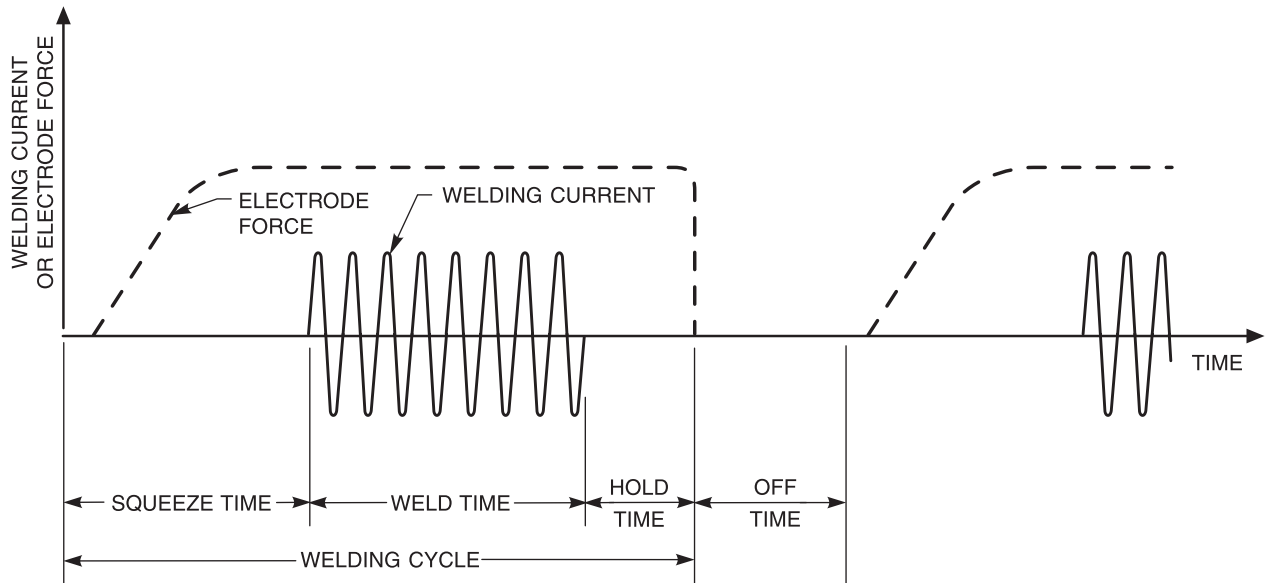 WELDING CURRENT
OR ELECTRODE FORCE
ELECTRODE
FORCE
WELDING CURRENT
TIME
SQUEEZE TIME
WELD TIME
HOLD
TIME
OFF
TIME
WELDING CYCLE